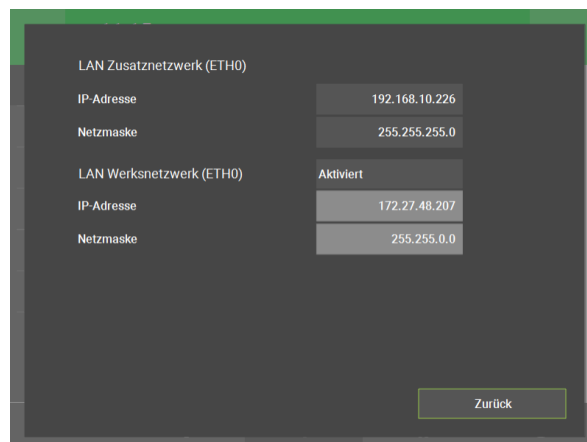 LAN Zusatznetzwerk (ETH0)
IP-Adresse 192.168.10.226
Netzmaske 255.255.255.0
LAN Werksnetzwerk (ETH0) Aktiviert
IP-Adresse 172.27.48.207
Netzmaske 255.255.0.0
Zurück